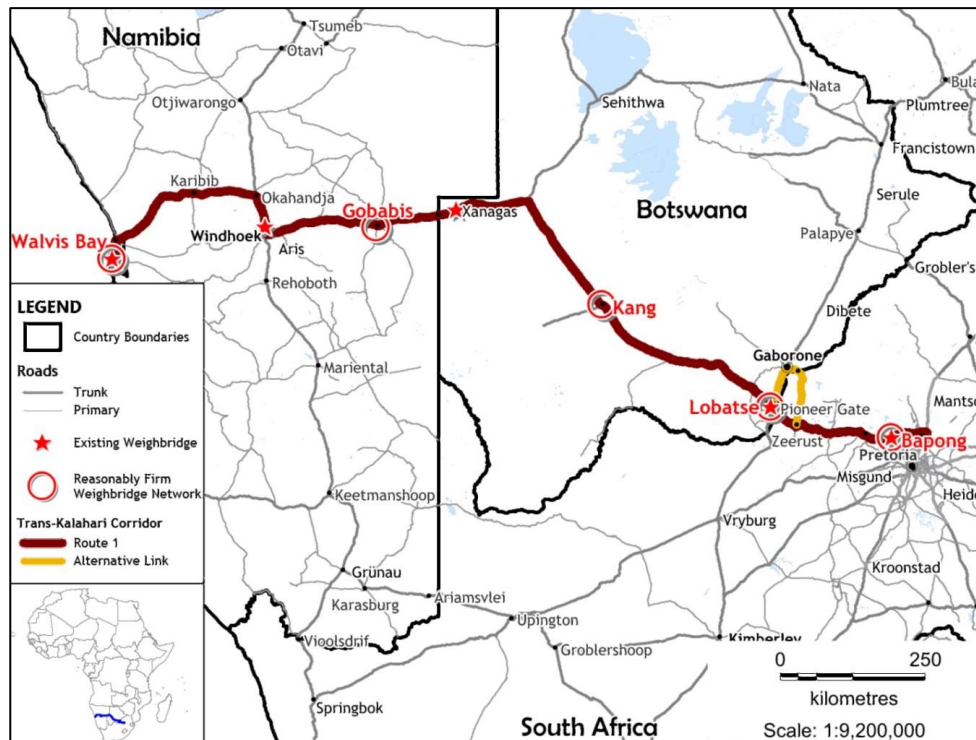 Namibia
Tsumeb
Otavi
Otjiwarongo
Sehithwa
Nata
Plumtree
Francistown
Karibib
Okahandja
Gobabis
Xanagas
Botswana
Serule
Walvis Bay
Windhoek
Aris
Palapye
Grobler's
Rehoboth
Kang
Dibete
LEGEND
Country Boundaries
Roads
Trunk
Primary
Existing Weighbridge
Reasonably Firm
Weighbridge Network
Trans-Kalahari Corridor
Route 1
Alternative Link
Mariental
Gaborone
Lobatse
Pioneer Gate
Mantso
Zeerust
Bapong
Pretoria
Misgund
Heide
Keetmanshoop
Vryburg
Kroonstad
Grünau
Karasburg
Ariamsvlei
Upington
Vioolsdrif
Kimberley
Groblershoop
Springbok
South Africa
0 250
kilometres
Scale: 1:9,200,000